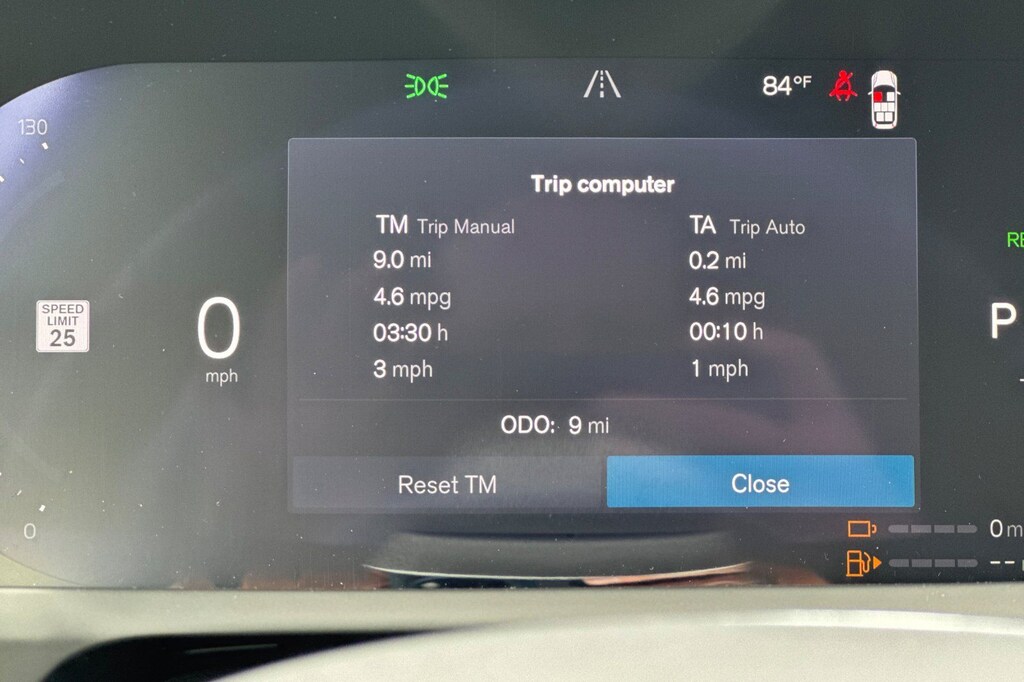 84°F
130
Trip computer
TM Trip Manual
TA Trip Auto
9.0 mi
0.2 mi
4.6 mpg
4.6 mpg
03:30 h
00:10 h
3 mph
1 mph
ODO: 9 mi
Reset TM
Close
SPEED
LIMIT
25
0
mph
P
0
0 m
--